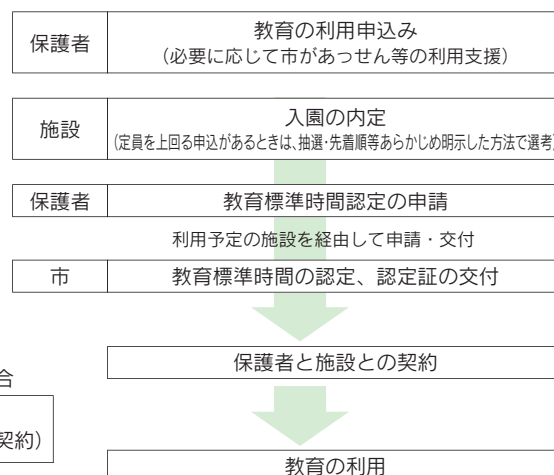 保護者 教育の利用申込み
(必要に応じて市があっせん等の利用支援)
施設 入園の内定
(定員を上回る申込があるときは、抽選・先着順等あらかじめ明示した方法で選考)
保護者 教育標準時間認定の申請
利用予定の施設を経由して申請・交付
市 教育標準時間の認定、認定証の交付
保護者と施設との契約
合
契約)
教育の利用